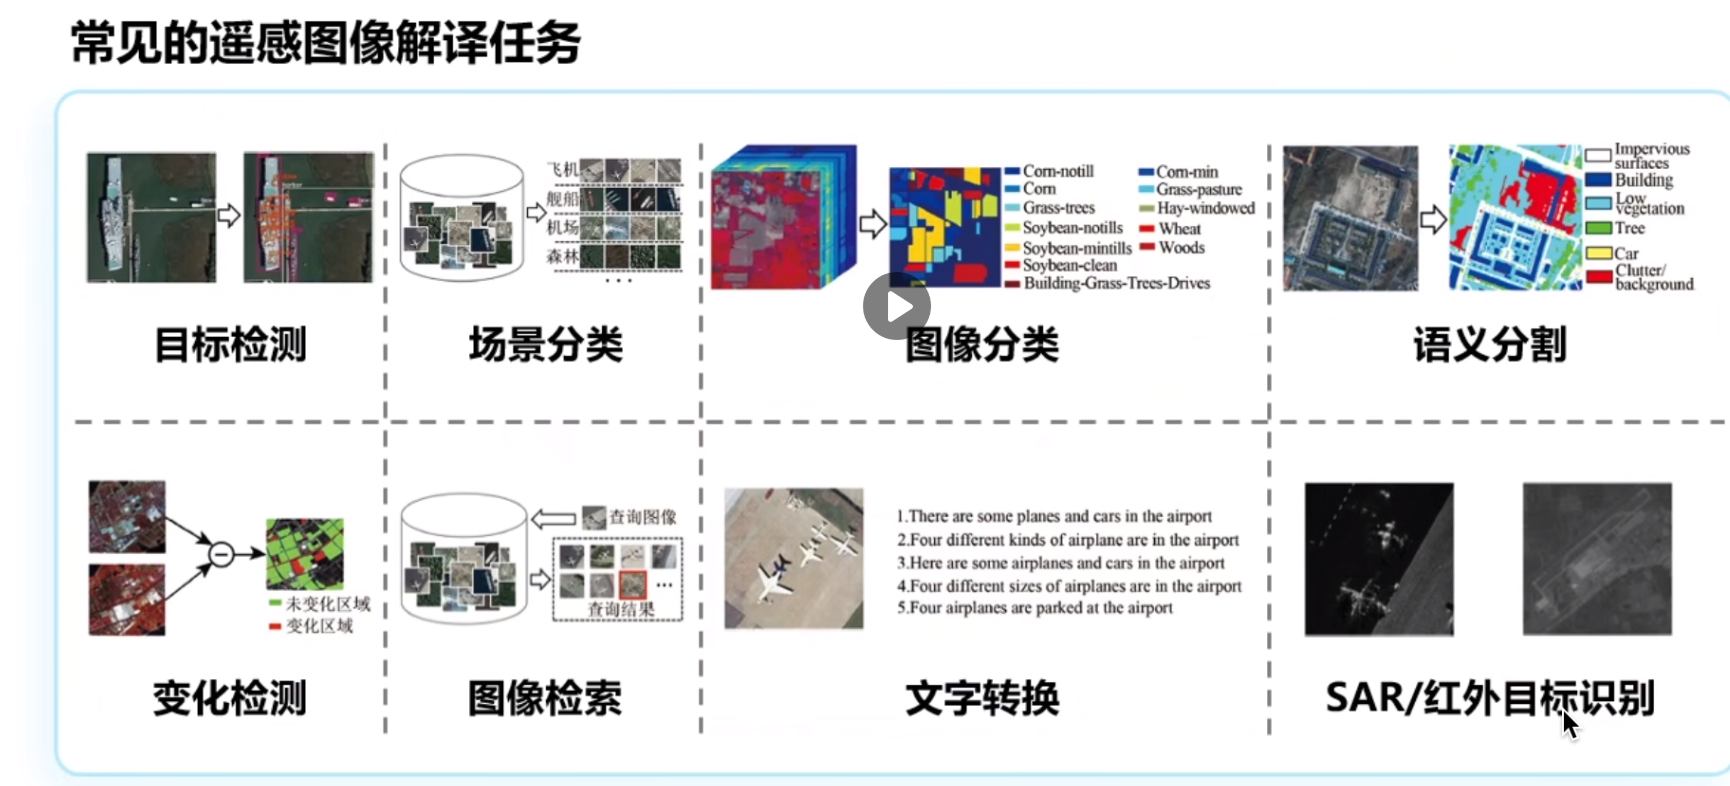 常见的遥感图像解译任务
飞机
舰船
机场
森林
...
Corn-notill
Corn
Grass-trees
Soybean-notills
Soybean-mintills
Soybean-clean
Building-Grass-Trees-Drives
Corn-min
Grass-pasture
Hay-windowed
Wheat
Woods
Impervious
surfaces
Building
Low
vegetation
Tree
Car
Clutter/
background
目标检测
场景分类
图像分类
语义分割
未变化区域
变化区域
查询图像
...
查询结果
1.There are some planes and cars in the airport
2.Four different kinds of airplane are in the airport
3.Here are some airplanes and cars in the airport
4.Four different sizes of airplanes are in the airport
5.Four airplanes are parked at the airport
变化检测
图像检索
文字转换
SAR/红外目标识别